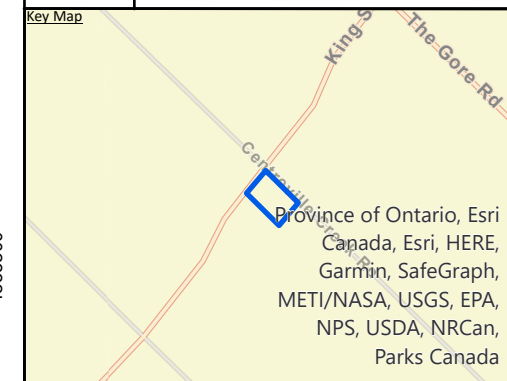 Key Map
King S
The Gore Rd
Centreville Creek Rd
Province of Ontario, Esri
Canada, Esri, HERE,
Garmin, SafeGraph,
METI/NASA, USGS, EPA,
NPS, USDA, NRCan,
Parks Canada